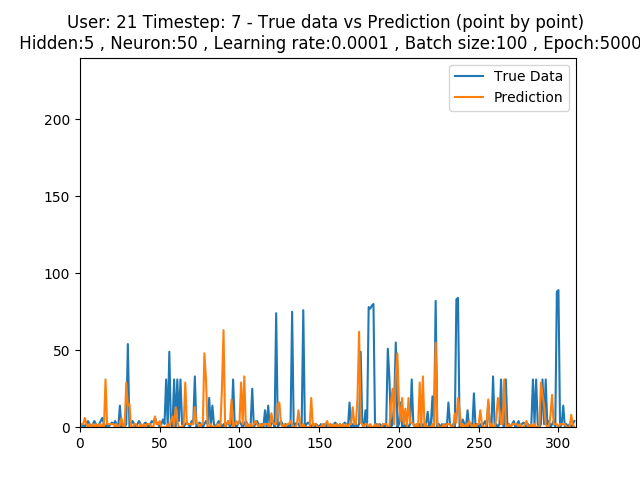 User: 21 Timestep: 7 - True data vs Prediction (point by point)
Hidden:5 , Neuron:50 , Learning rate:0.0001 , Batch size:100 , Epoch:5000
True Data
Prediction
200
150
100
50
0
0 50 100 150 200 250 300